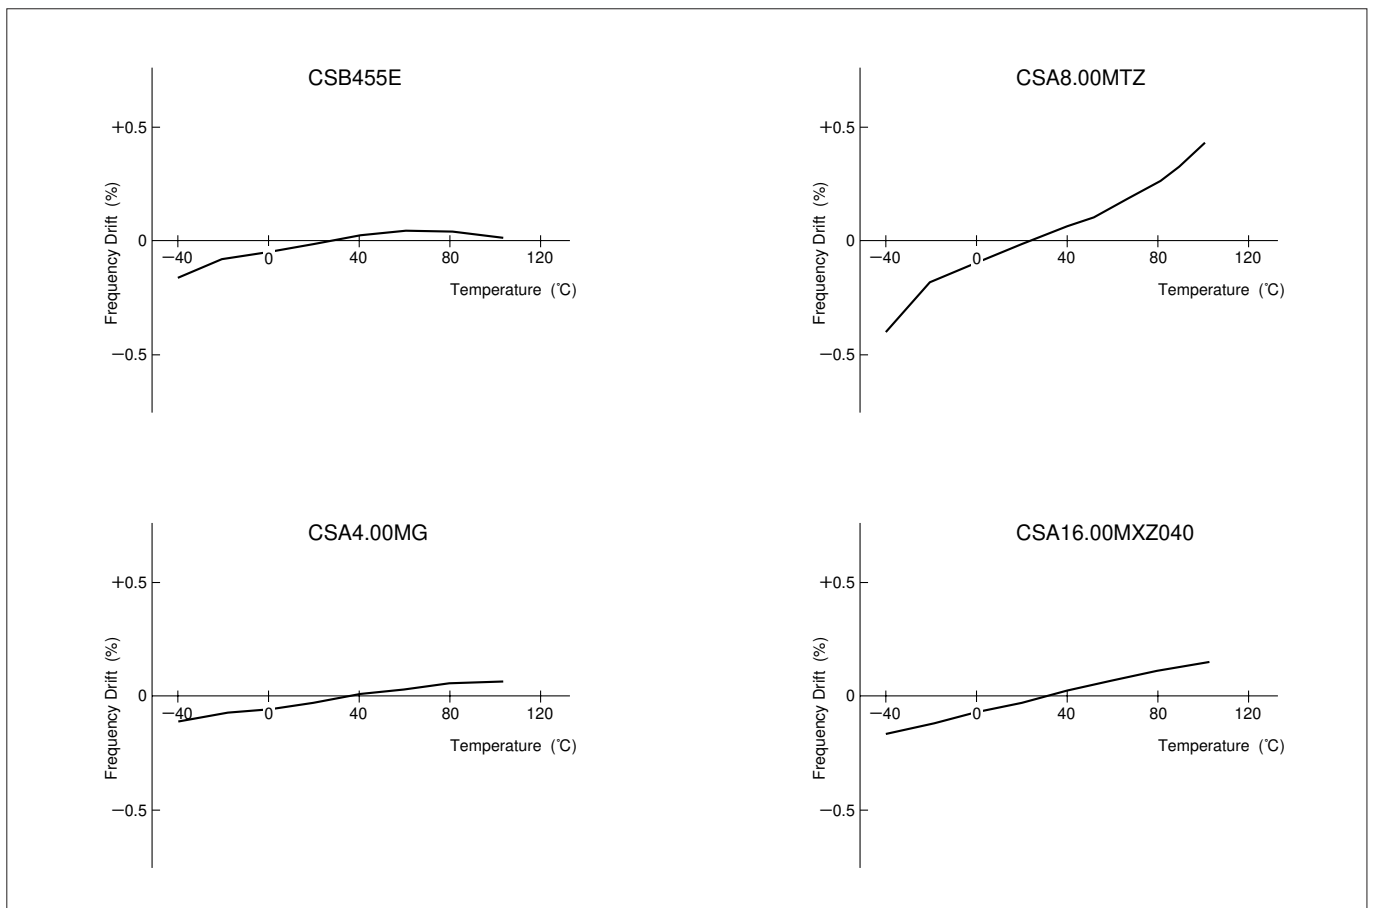 CSB455E
+0.5
0
−0.5
Frequency Drift (%)
−40 0 40 80 120
Temperature (℃)
CSA8.00MTZ
+0.5
0
−0.5
Frequency Drift (%)
−40 0 40 80 120
Temperature (℃)
CSA4.00MG
+0.5
0
−0.5
Frequency Drift (%)
−40 0 40 80 120
Temperature (℃)
CSA16.00MXZ040
+0.5
0
−0.5
Frequency Drift (%)
−40 0 40 80 120
Temperature (℃)